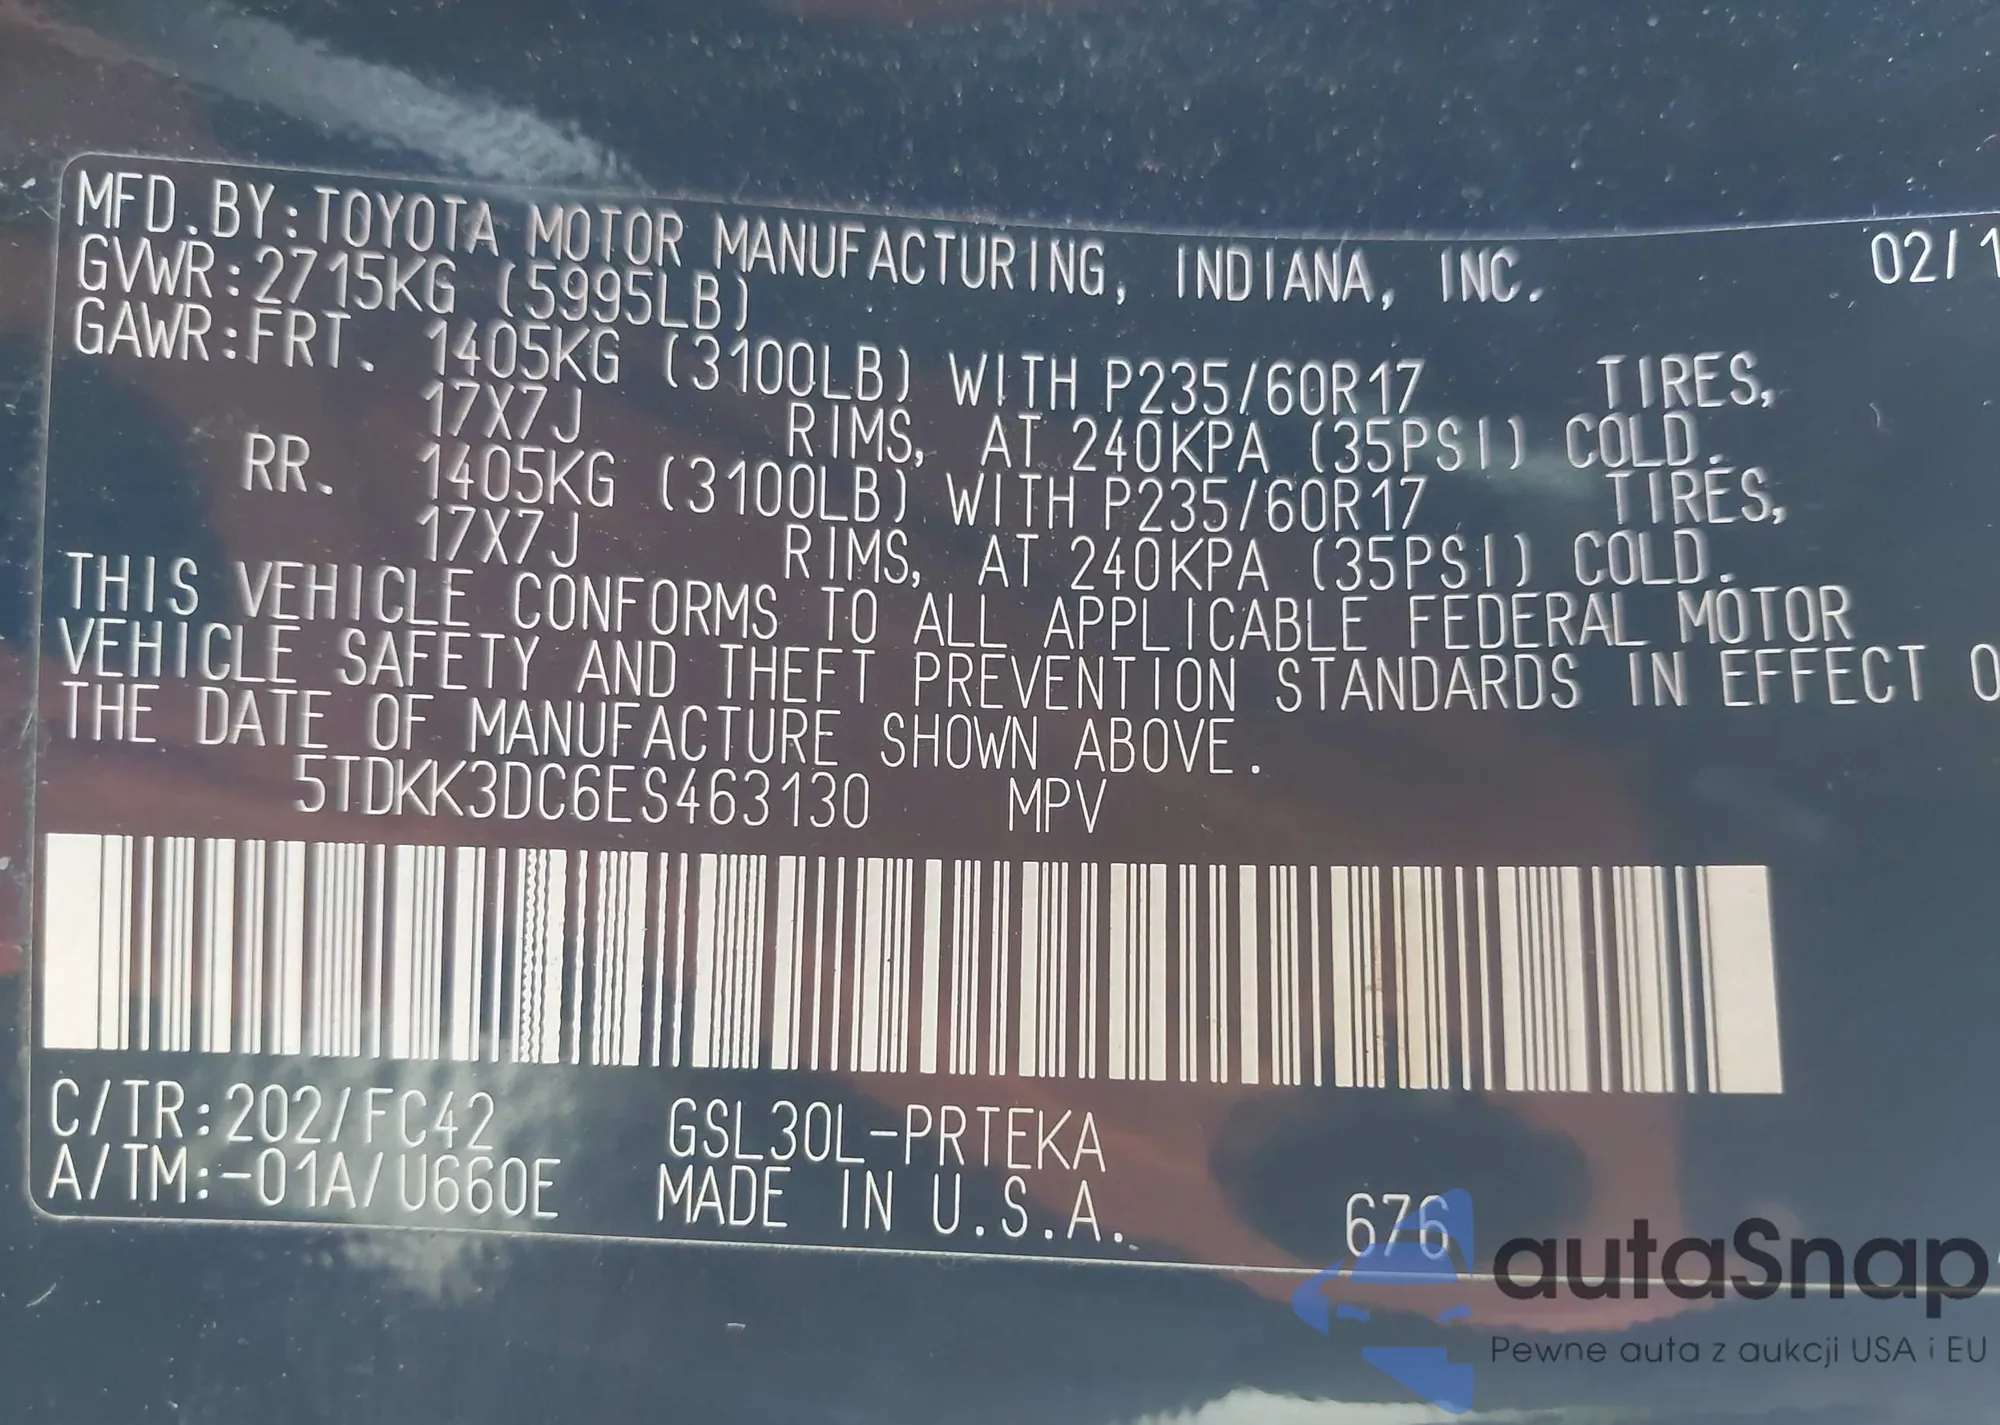 MFD.BY:TOYOTA MOTOR MANUFACTURING, INDIANA, INC. 02/1
GVWR:2715KG (5995LB)
GAWR:FRT. 1405KG (3100LB) WITH P235/60R17 TIRES,
17X7J RIMS, AT 240KPA (35PSI) COLD.
RR. 1405KG (3100LB) WITH P235/60R17 TIRES,
17X7J RIMS, AT 240KPA (35PSI) COLD.
THIS VEHICLE CONFORMS TO ALL APPLICABLE FEDERAL MOTOR
VEHICLE SAFETY AND THEFT PREVENTION STANDARDS IN EFFECT O
THE DATE OF MANUFACTURE SHOWN ABOVE.
5TDKK3DC6ES463130 MPV
C/TR:202/FC42 GSL30L-PRTEKA
A/TM:-01A/U660E MADE IN U.S.A. 676
autaSnap
Pewne auta z aukcji USA i EU